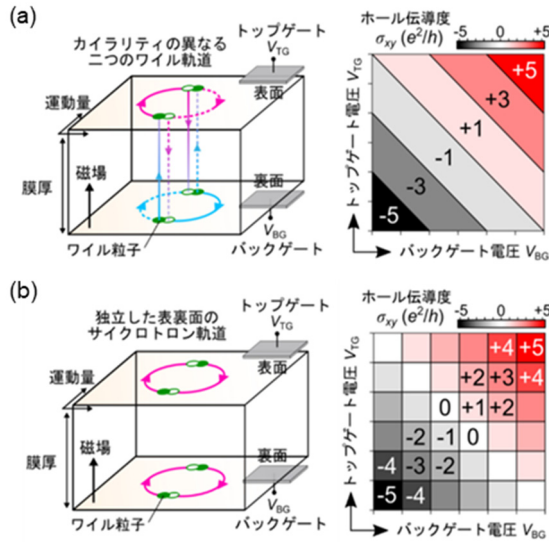 (a)
カイラリティの異なる
二つのワイル軌道
トップゲート
V_TG
運動量
表面
膜厚
磁場
裏面
V_BG
ワイル粒子
バックゲート
ホール伝導度
σxy (e²/h)
-5 0 +5
トップゲート電圧 V_TG
+5
+3
+1
-1
-3
-5
バックゲート電圧 V_BG
(b)
独立した表裏面の
サイクロトロン軌道
トップゲート
V_TG
運動量
表面
膜厚
磁場
裏面
V_BG
ワイル粒子
バックゲート
ホール伝導度
σxy (e²/h)
-5 0 +5
トップゲート電圧 V_TG
+4 +5
+2 +3 +4
0 +1 +2
-2 -1 0
-4 -3 -2
-5 -4
バックゲート電圧 V_BG